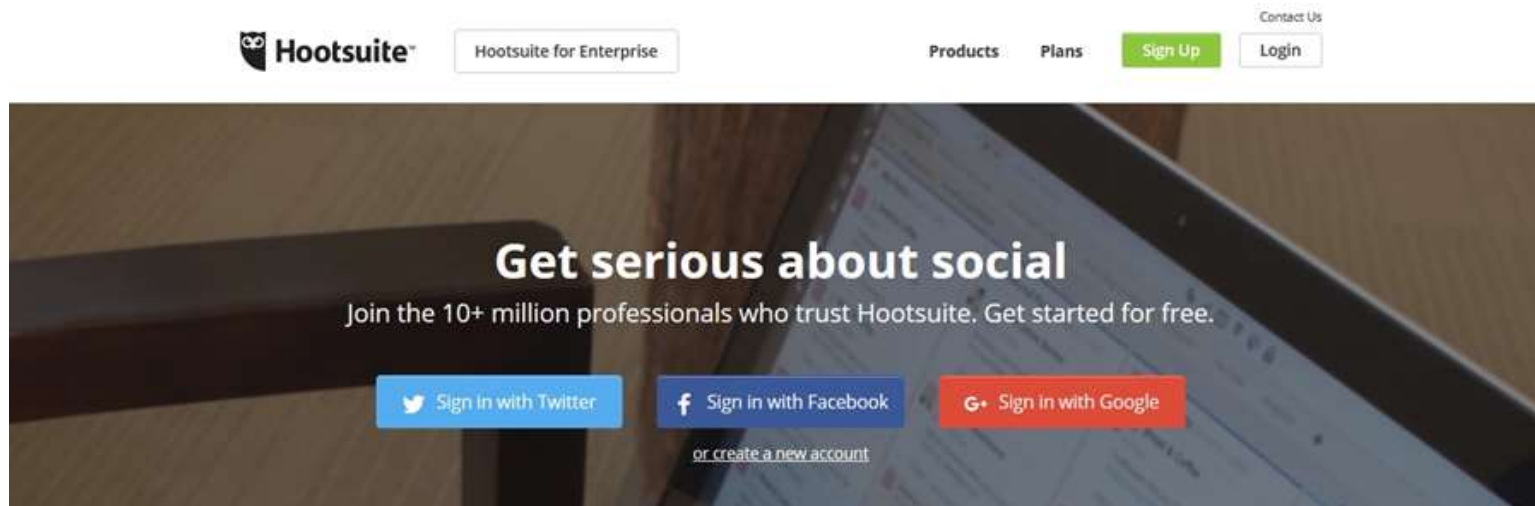 Contact Us
Hootsuite™
Hootsuite for Enterprise
Products
Plans
Sign Up
Login
Get serious about social
Join the 10+ million professionals who trust Hootsuite. Get started for free.
Sign in with Twitter
f Sign in with Facebook
G+ Sign in with Google
or create a new account